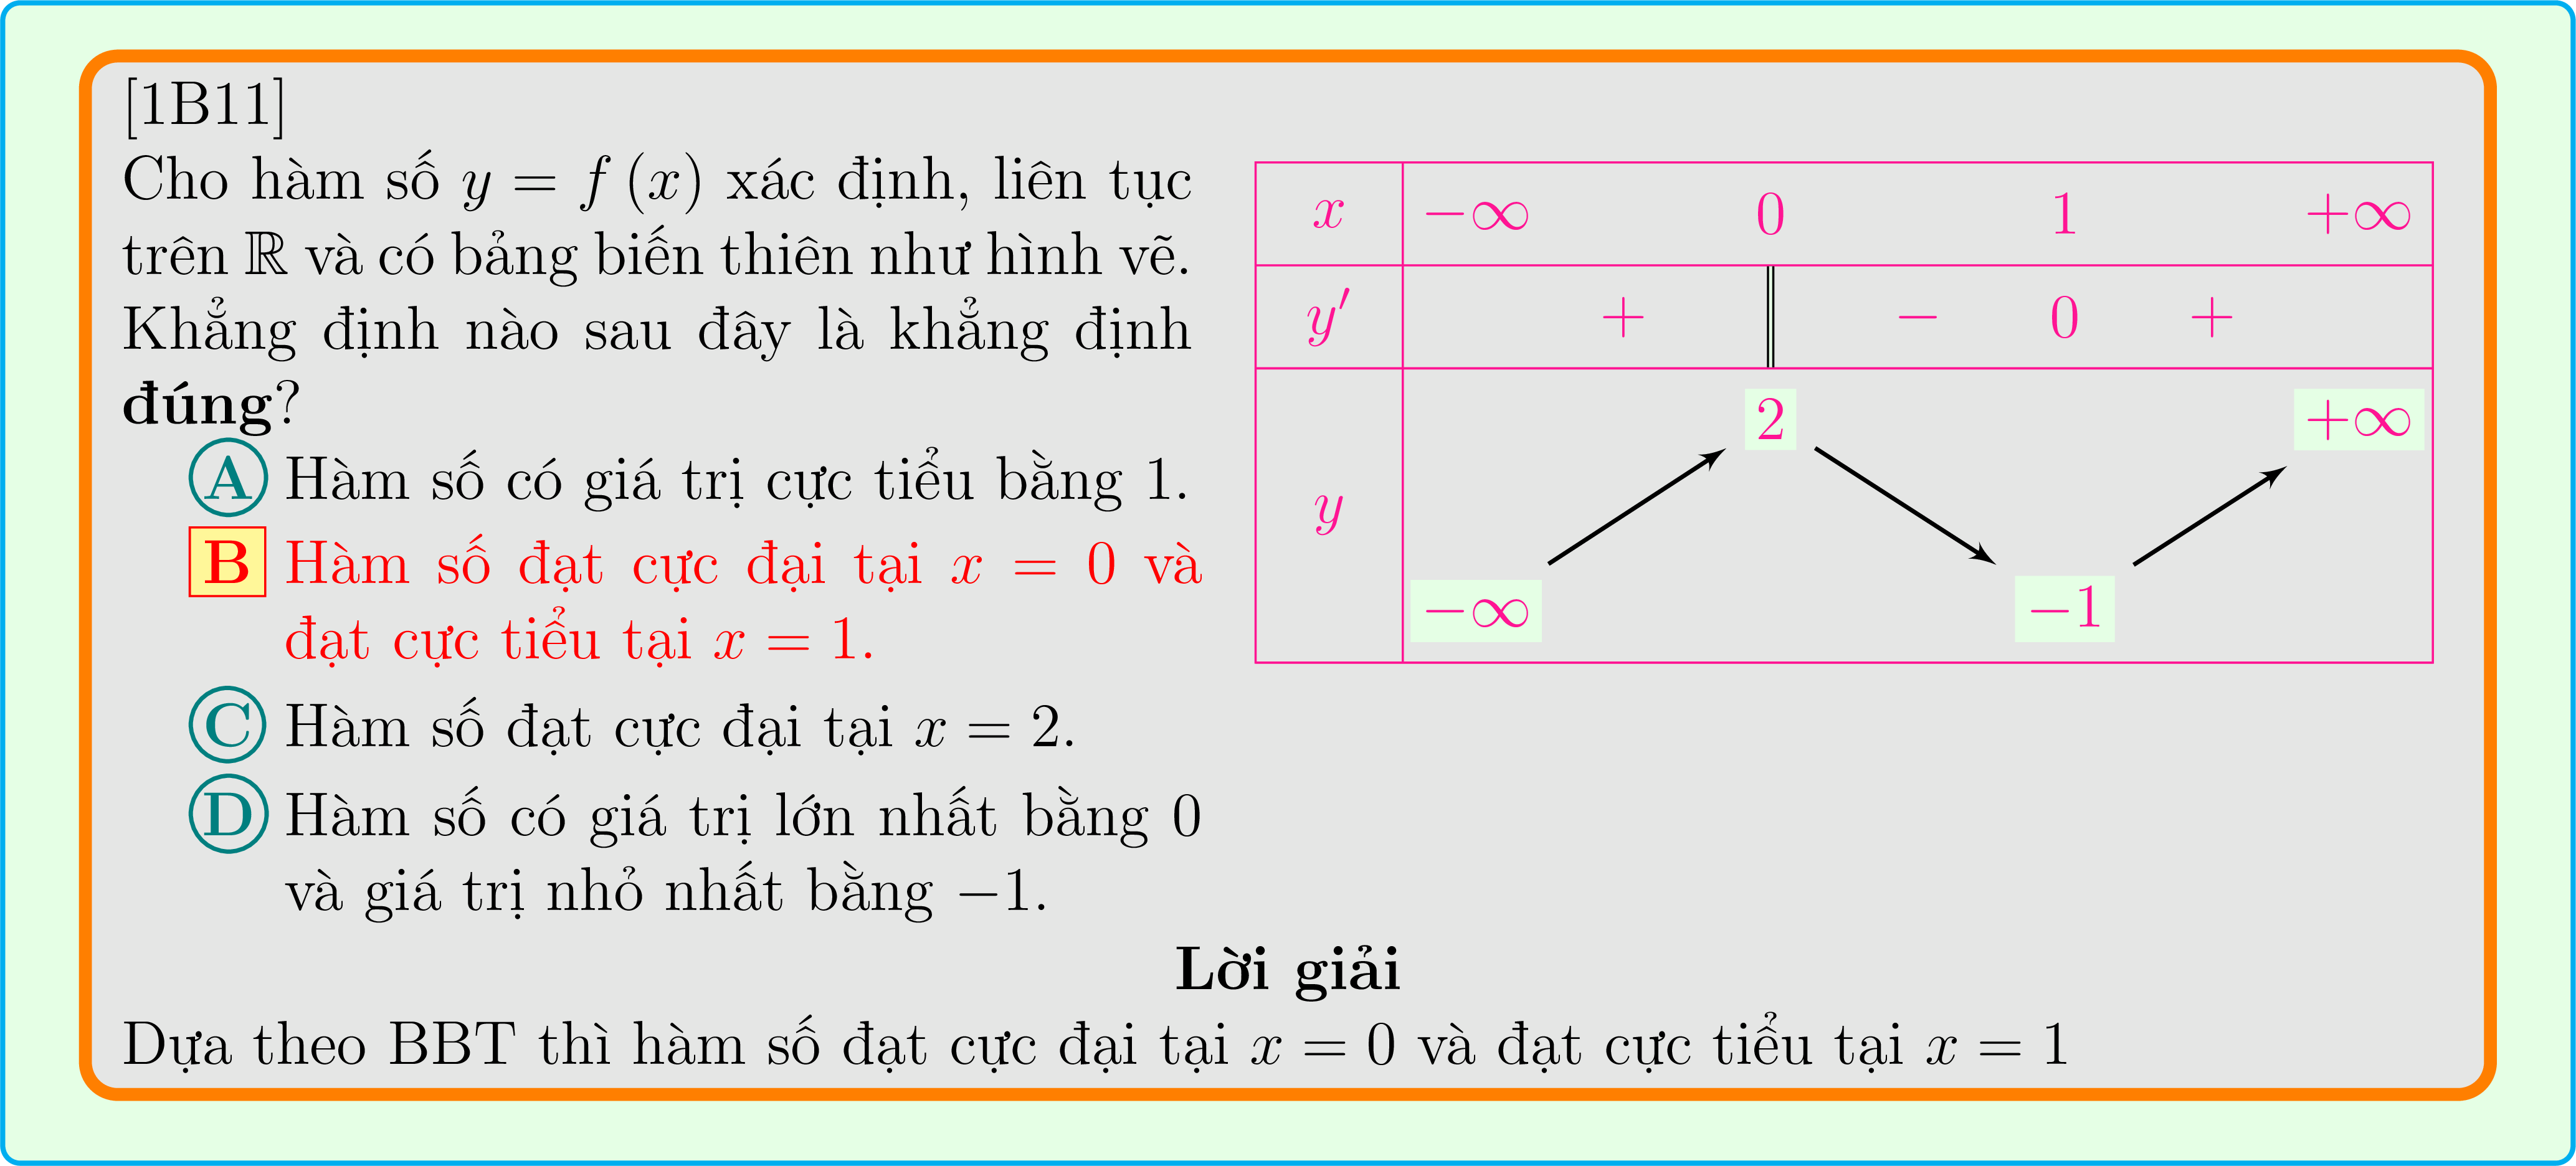 [1B11]
Cho hàm số y = f (x) xác định, liên tục
trên ℝ và có bảng biến thiên như hình vẽ.
Khẳng định nào sau đây là khẳng định
đúng?
A Hàm số có giá trị cực tiểu bằng 1.
B Hàm số đạt cực đại tại x = 0 và
đạt cực tiểu tại x = 1.
C Hàm số đạt cực đại tại x = 2.
D Hàm số có giá trị lớn nhất bằng 0
và giá trị nhỏ nhất bằng −1.
x −∞ 0 1 +∞
y′ + − 0 +
2 +∞
y
−∞ −1
Lời giải
Dựa theo BBT thì hàm số đạt cực đại tại x = 0 và đạt cực tiểu tại x = 1